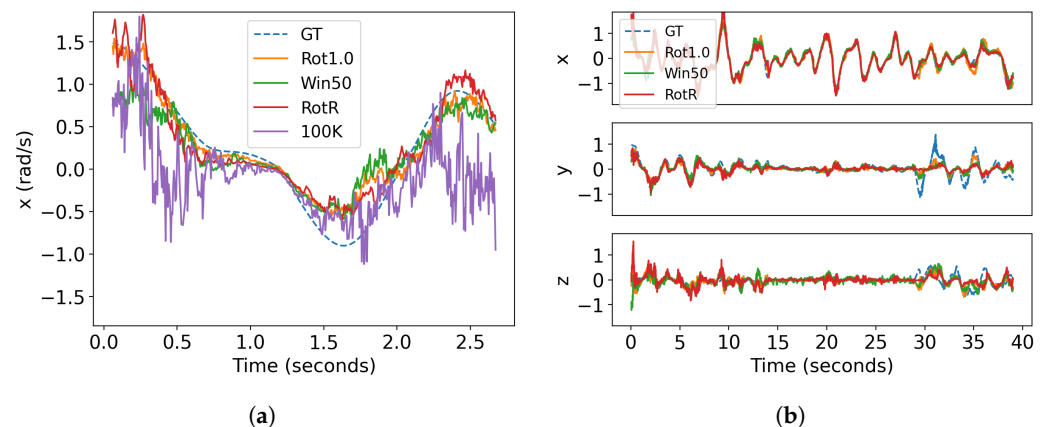 GT
Rot1.0
Win50
RotR
100K
1.5
1.0
0.5
0.0
−0.5
−1.0
−1.5
x (rad/s)
0.0 0.5 1.0 1.5 2.0 2.5
Time (seconds)
(a)
GT
Rot1.0
Win50
RotR
1
0
−1
x
1
0
−1
y
1
0
−1
z
0 5 10 15 20 25 30 35 40
Time (seconds)
(b)